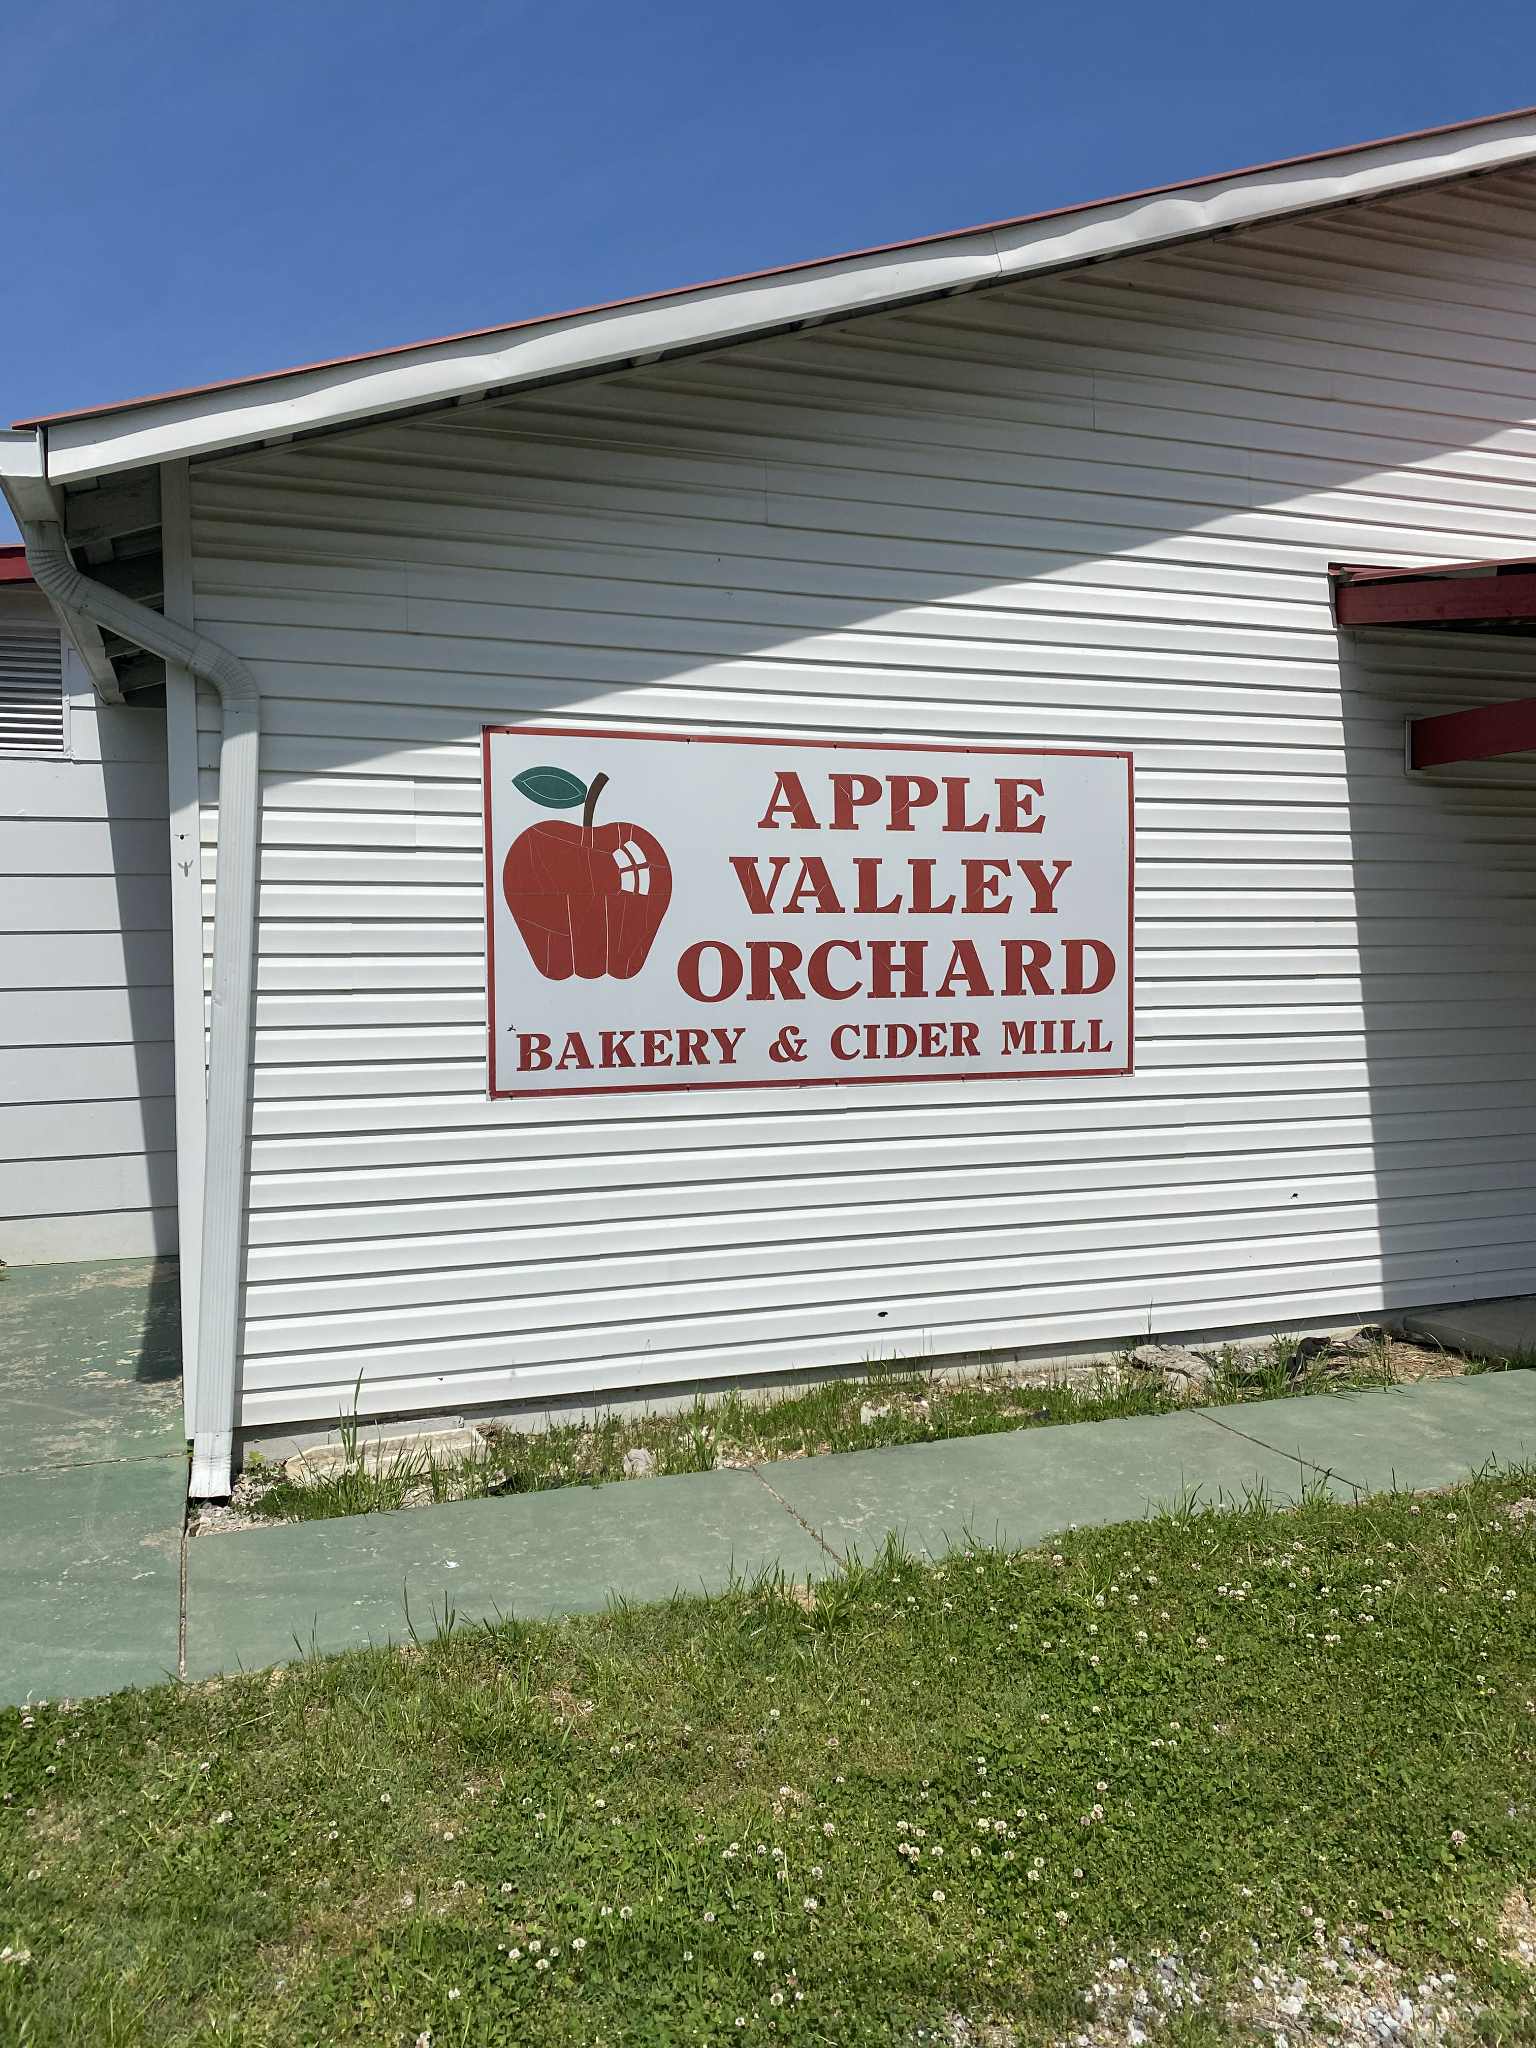 APPLE
VALLEY
ORCHARD
BAKERY & CIDER MILL